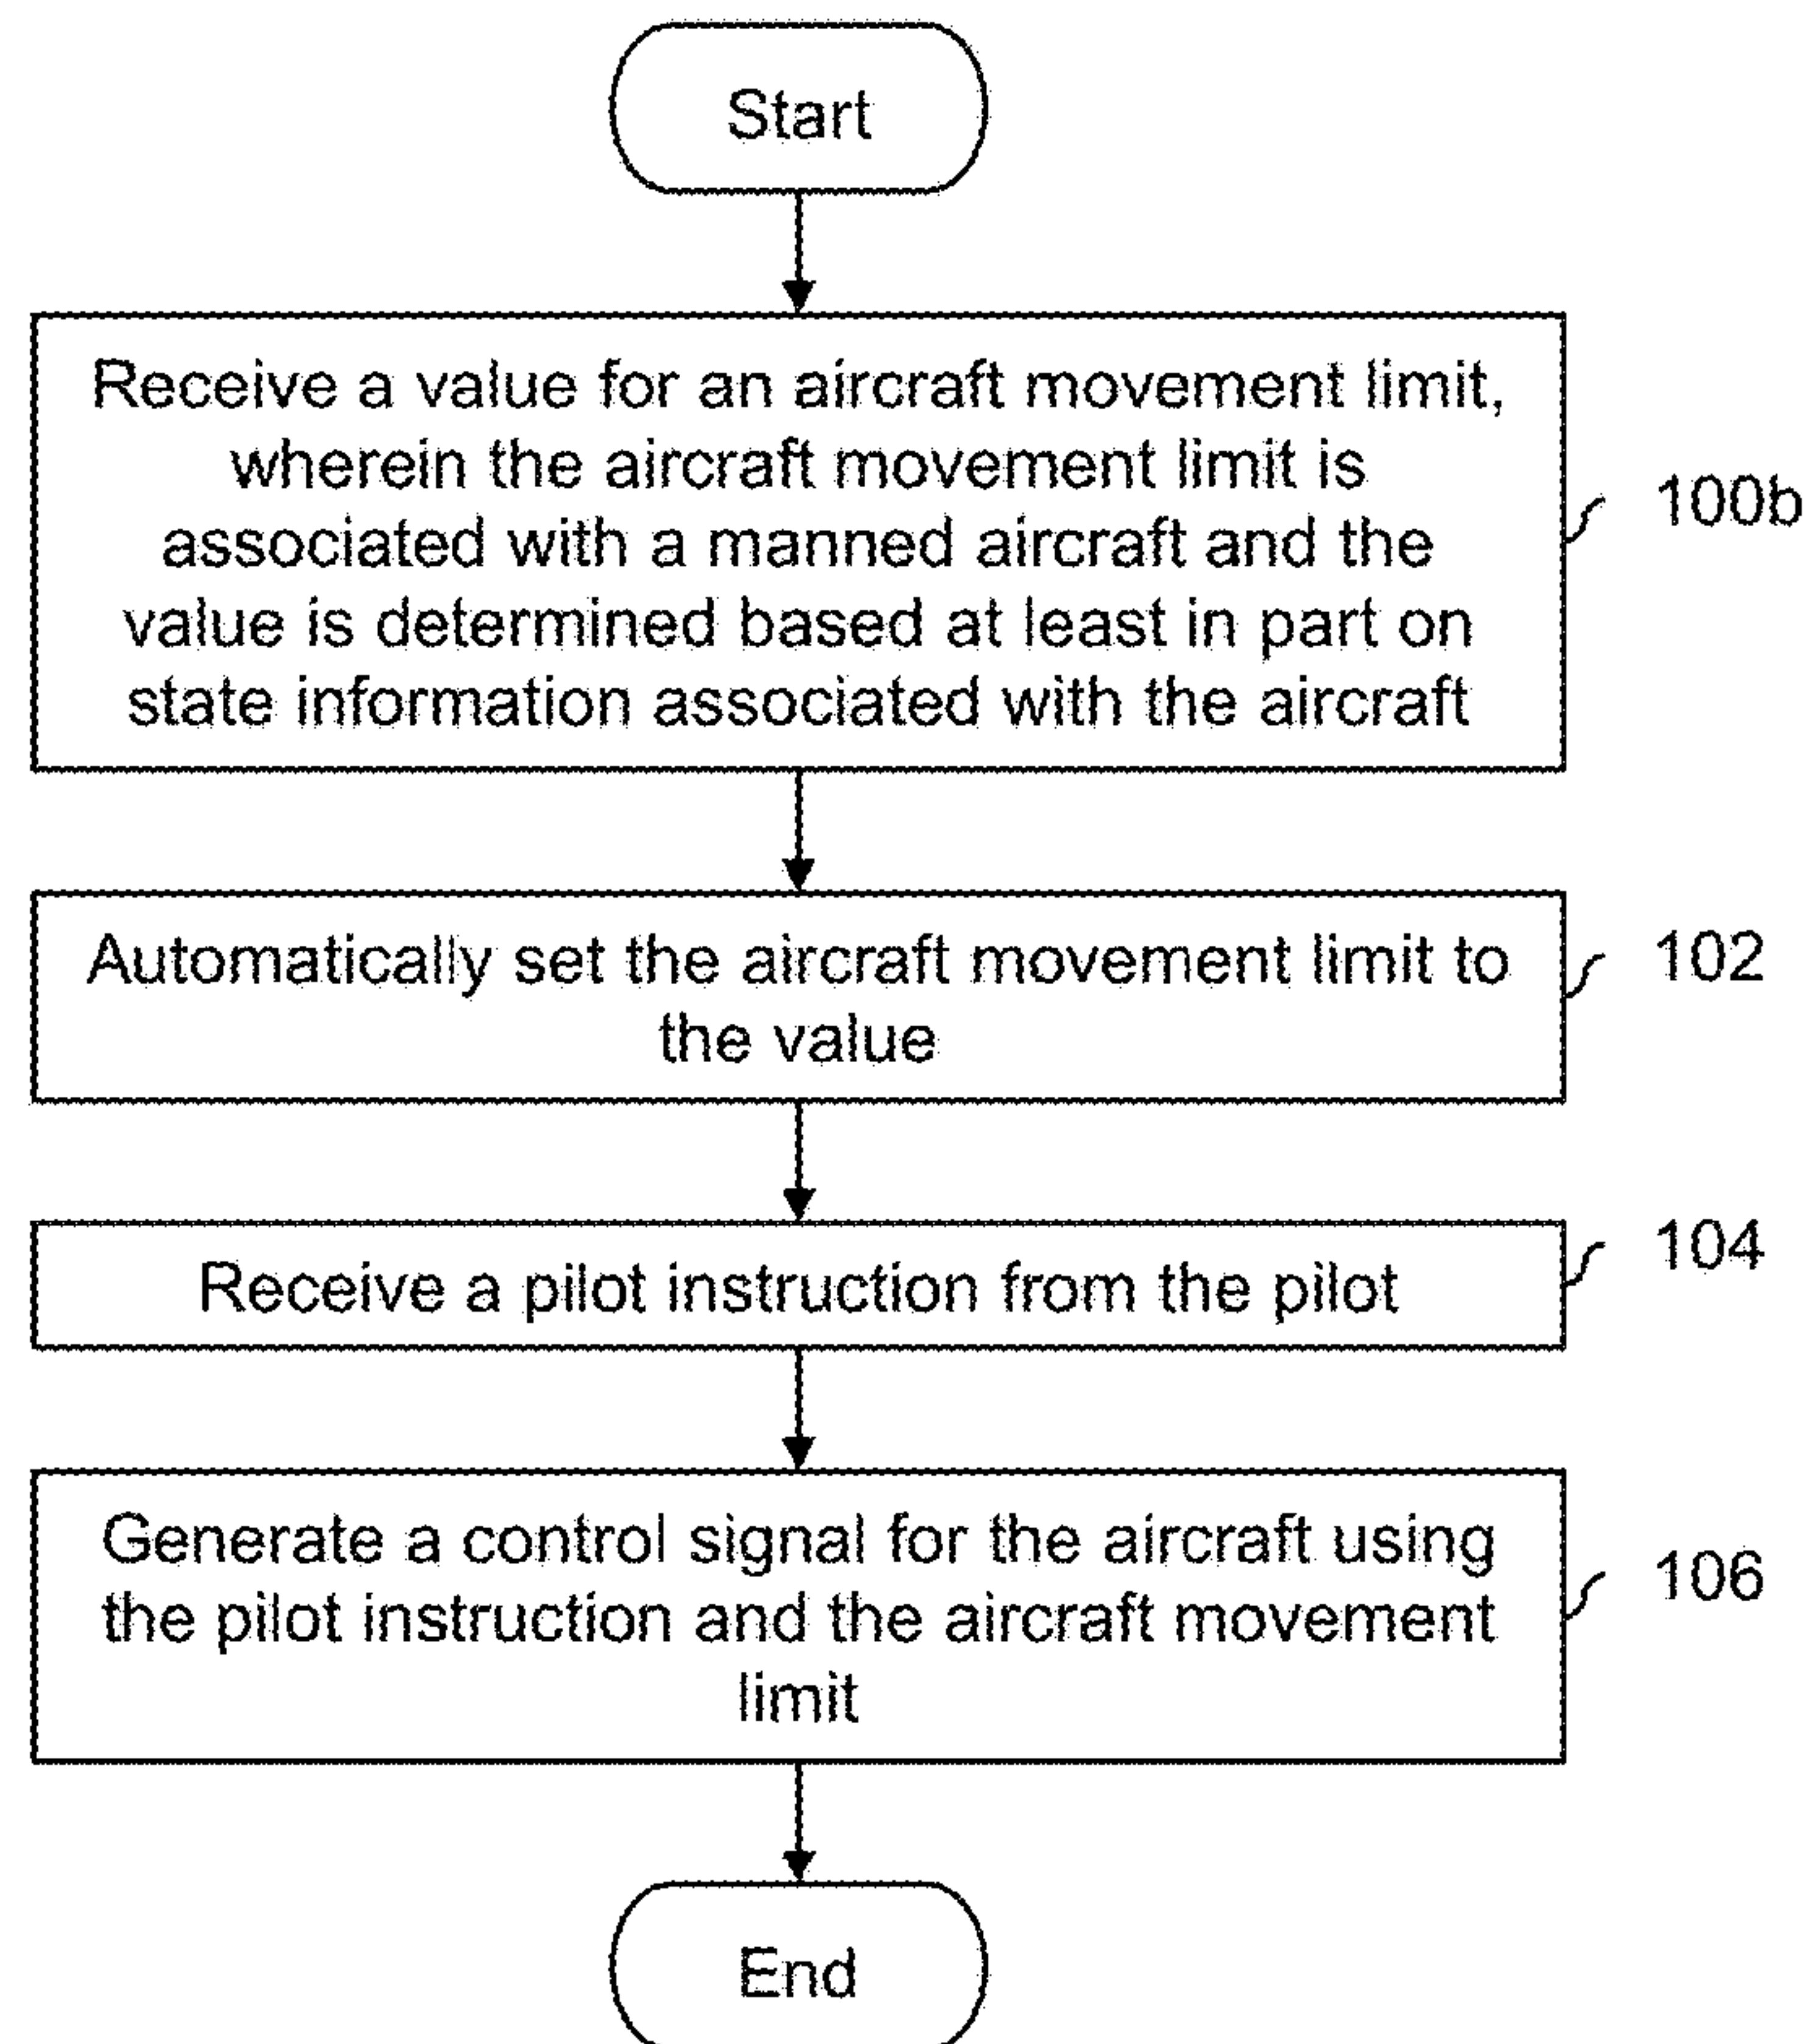 Start
Receive a value for an aircraft movement limit,
wherein the aircraft movement limit is
associated with a manned aircraft and the
value is determined based at least in part on
state information associated with the aircraft
100b
Automatically set the aircraft movement limit to
the value
102
Receive a pilot instruction from the pilot
104
Generate a control signal for the aircraft using
the pilot instruction and the aircraft movement
limit
106
End